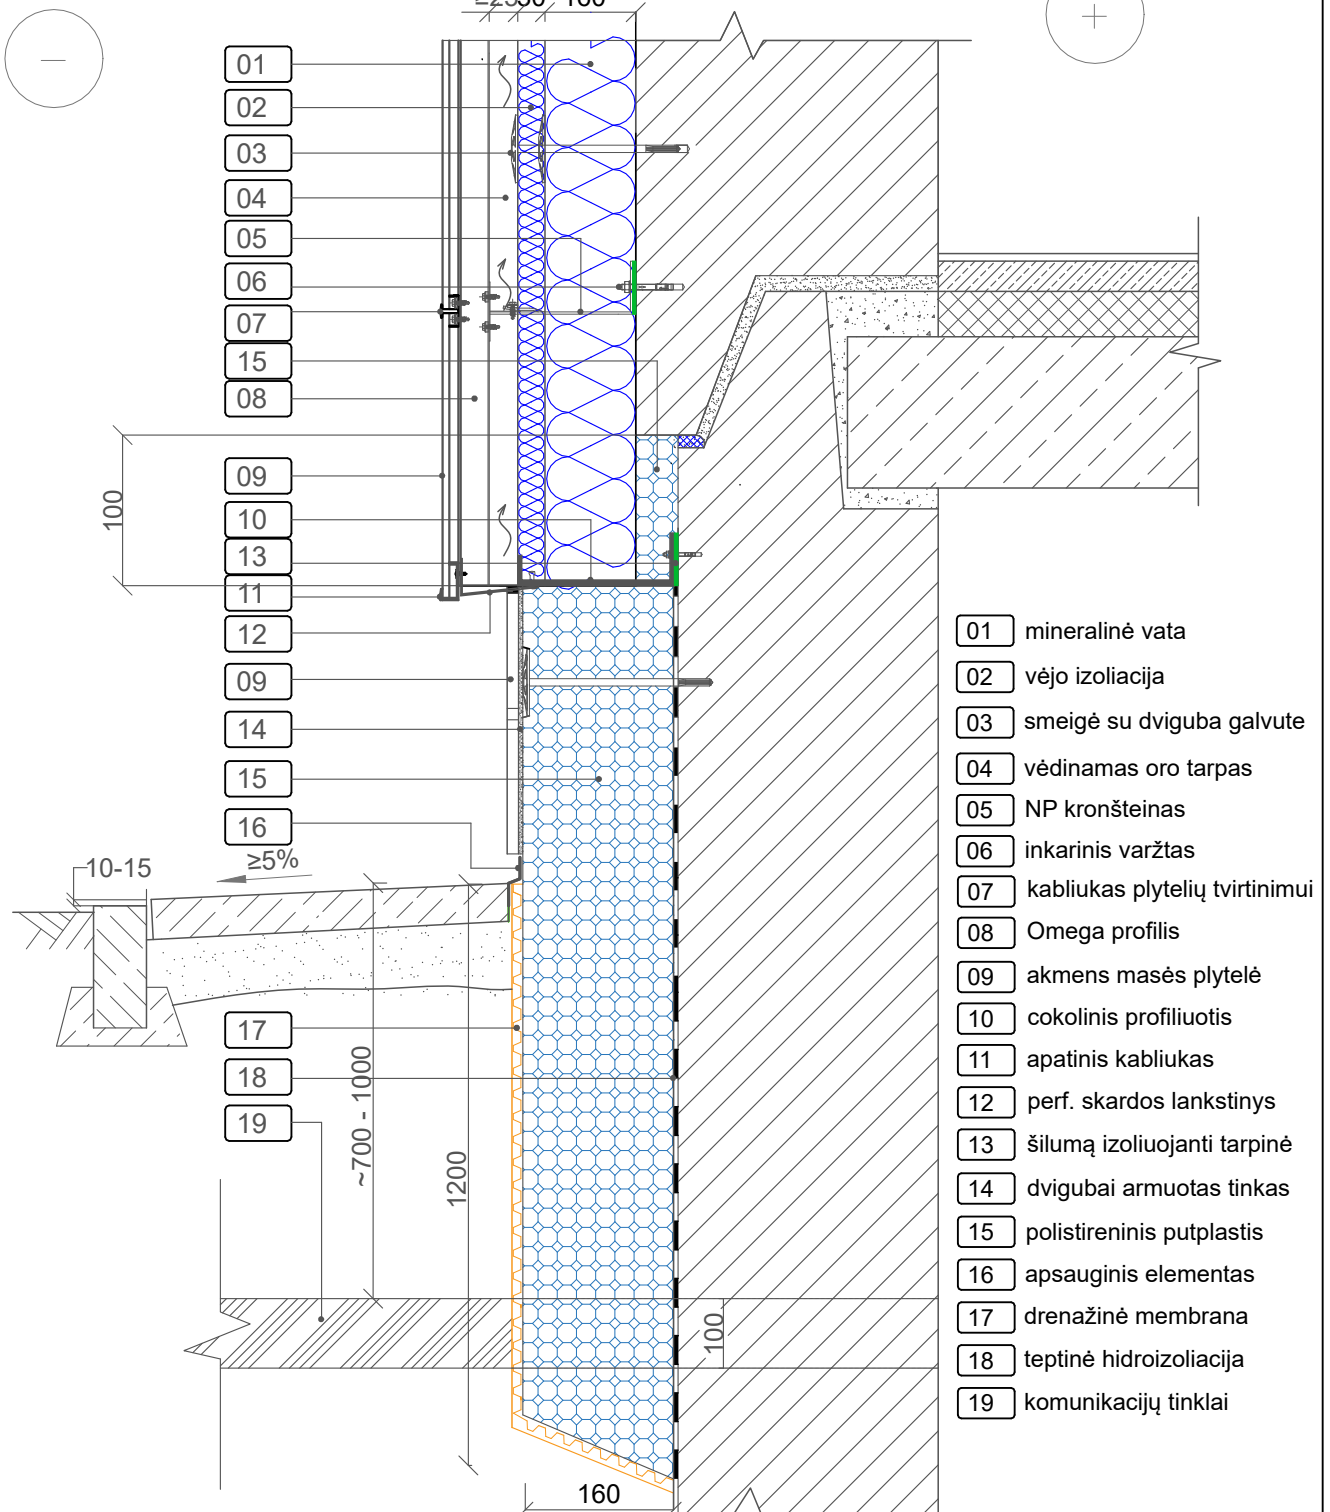 ≥25 30 160
−
+
01
02
03
04
05
06
07
15
08
09
10
13
11
12
09
14
15
16
17
18
19
100
10-15
≥5%
~700 - 1000
1200
100
160
01 mineralinė vata
02 vėjo izoliacija
03 smeigė su dviguba galvute
04 vėdinamas oro tarpas
05 NP kronšteinas
06 inkarinis varžtas
07 kabliukas plytelių tvirtinimui
08 Omega profilis
09 akmens masės plytelė
10 cokolinis profiliuotis
11 apatinis kabliukas
12 perf. skardos lankstinys
13 šilumą izoliuojanti tarpinė
14 dvigubai armuotas tinkas
15 polistireninis putplastis
16 apsauginis elementas
17 drenažinė membrana
18 teptinė hidroizoliacija
19 komunikacijų tinklai